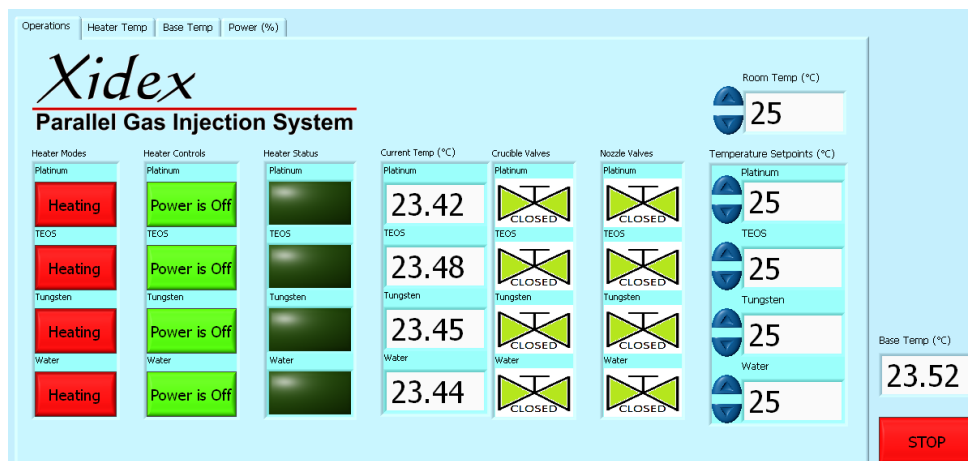 Operations Heater Temp Base Temp Power (%)
Xidex
Parallel Gas Injection System
Room Temp (°C)
25
Heater Modes Heater Controls Heater Status Current Temp (°C) Crucible Valves Nozzle Valves Temperature Setpoints (°C)
Platinum Platinum Platinum Platinum Platinum Platinum Platinum
Heating Power is Off 23.42 CLOSED CLOSED 25
TEOS TEOS TEOS TEOS TEOS TEOS TEOS
Heating Power is Off 23.48 CLOSED CLOSED 25
Tungsten Tungsten Tungsten Tungsten Tungsten Tungsten Tungsten
Heating Power is Off 23.45 CLOSED CLOSED 25
Base Temp (°C)
Water Water Water Water Water Water Water
Heating Power is Off 23.44 CLOSED CLOSED 25
23.52
STOP